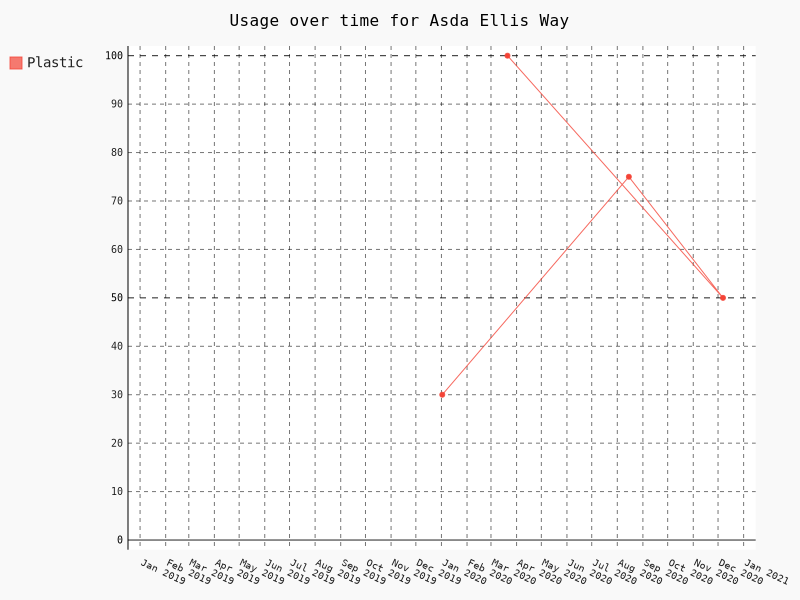 Usage over time for Asda Ellis Way
Plastic
100
90
80
70
60
50
40
30
20
10
0
Jan 2019
Feb 2019
Mar 2019
Apr 2019
May 2019
Jun 2019
Jul 2019
Aug 2019
Sep 2019
Oct 2019
Nov 2019
Dec 2019
Jan 2020
Feb 2020
Mar 2020
Apr 2020
May 2020
Jun 2020
Jul 2020
Aug 2020
Sep 2020
Oct 2020
Nov 2020
Dec 2020
Jan 2021